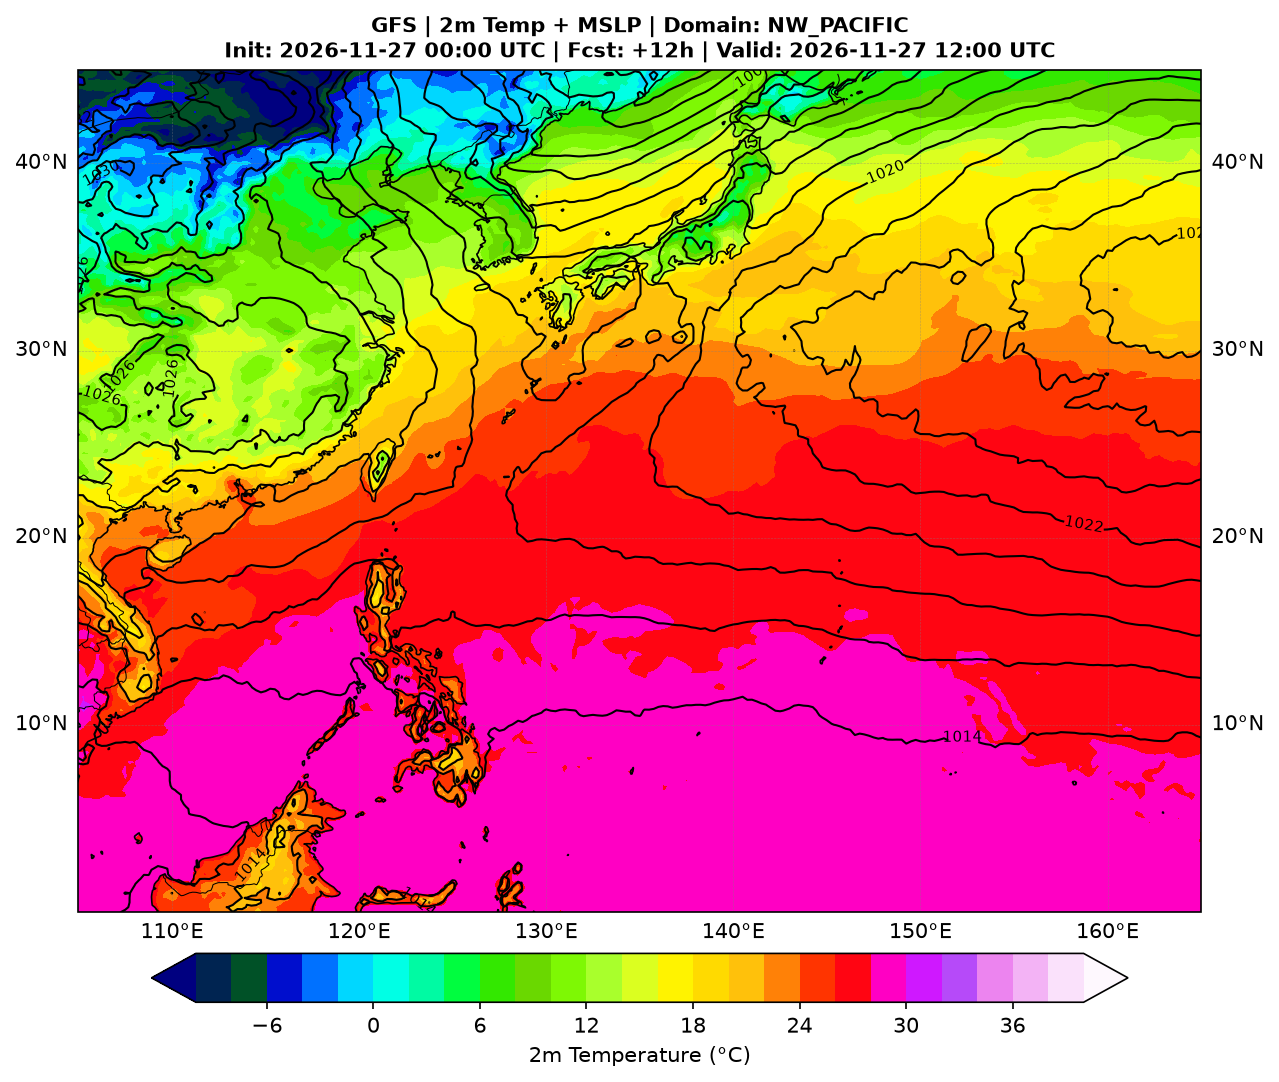 GFS | 2m Temp + MSLP | Domain: NW_PACIFIC
Init: 2026-11-27 00:00 UTC | Fcst: +12h | Valid: 2026-11-27 12:00 UTC
40°N
40°N
30°N
30°N
20°N
20°N
10°N
10°N
1030
1020
1026
1026
1026
1022
1014
1014
110°E
120°E
130°E
140°E
150°E
160°E
−6
0
6
12
18
24
30
36
2m Temperature (°C)